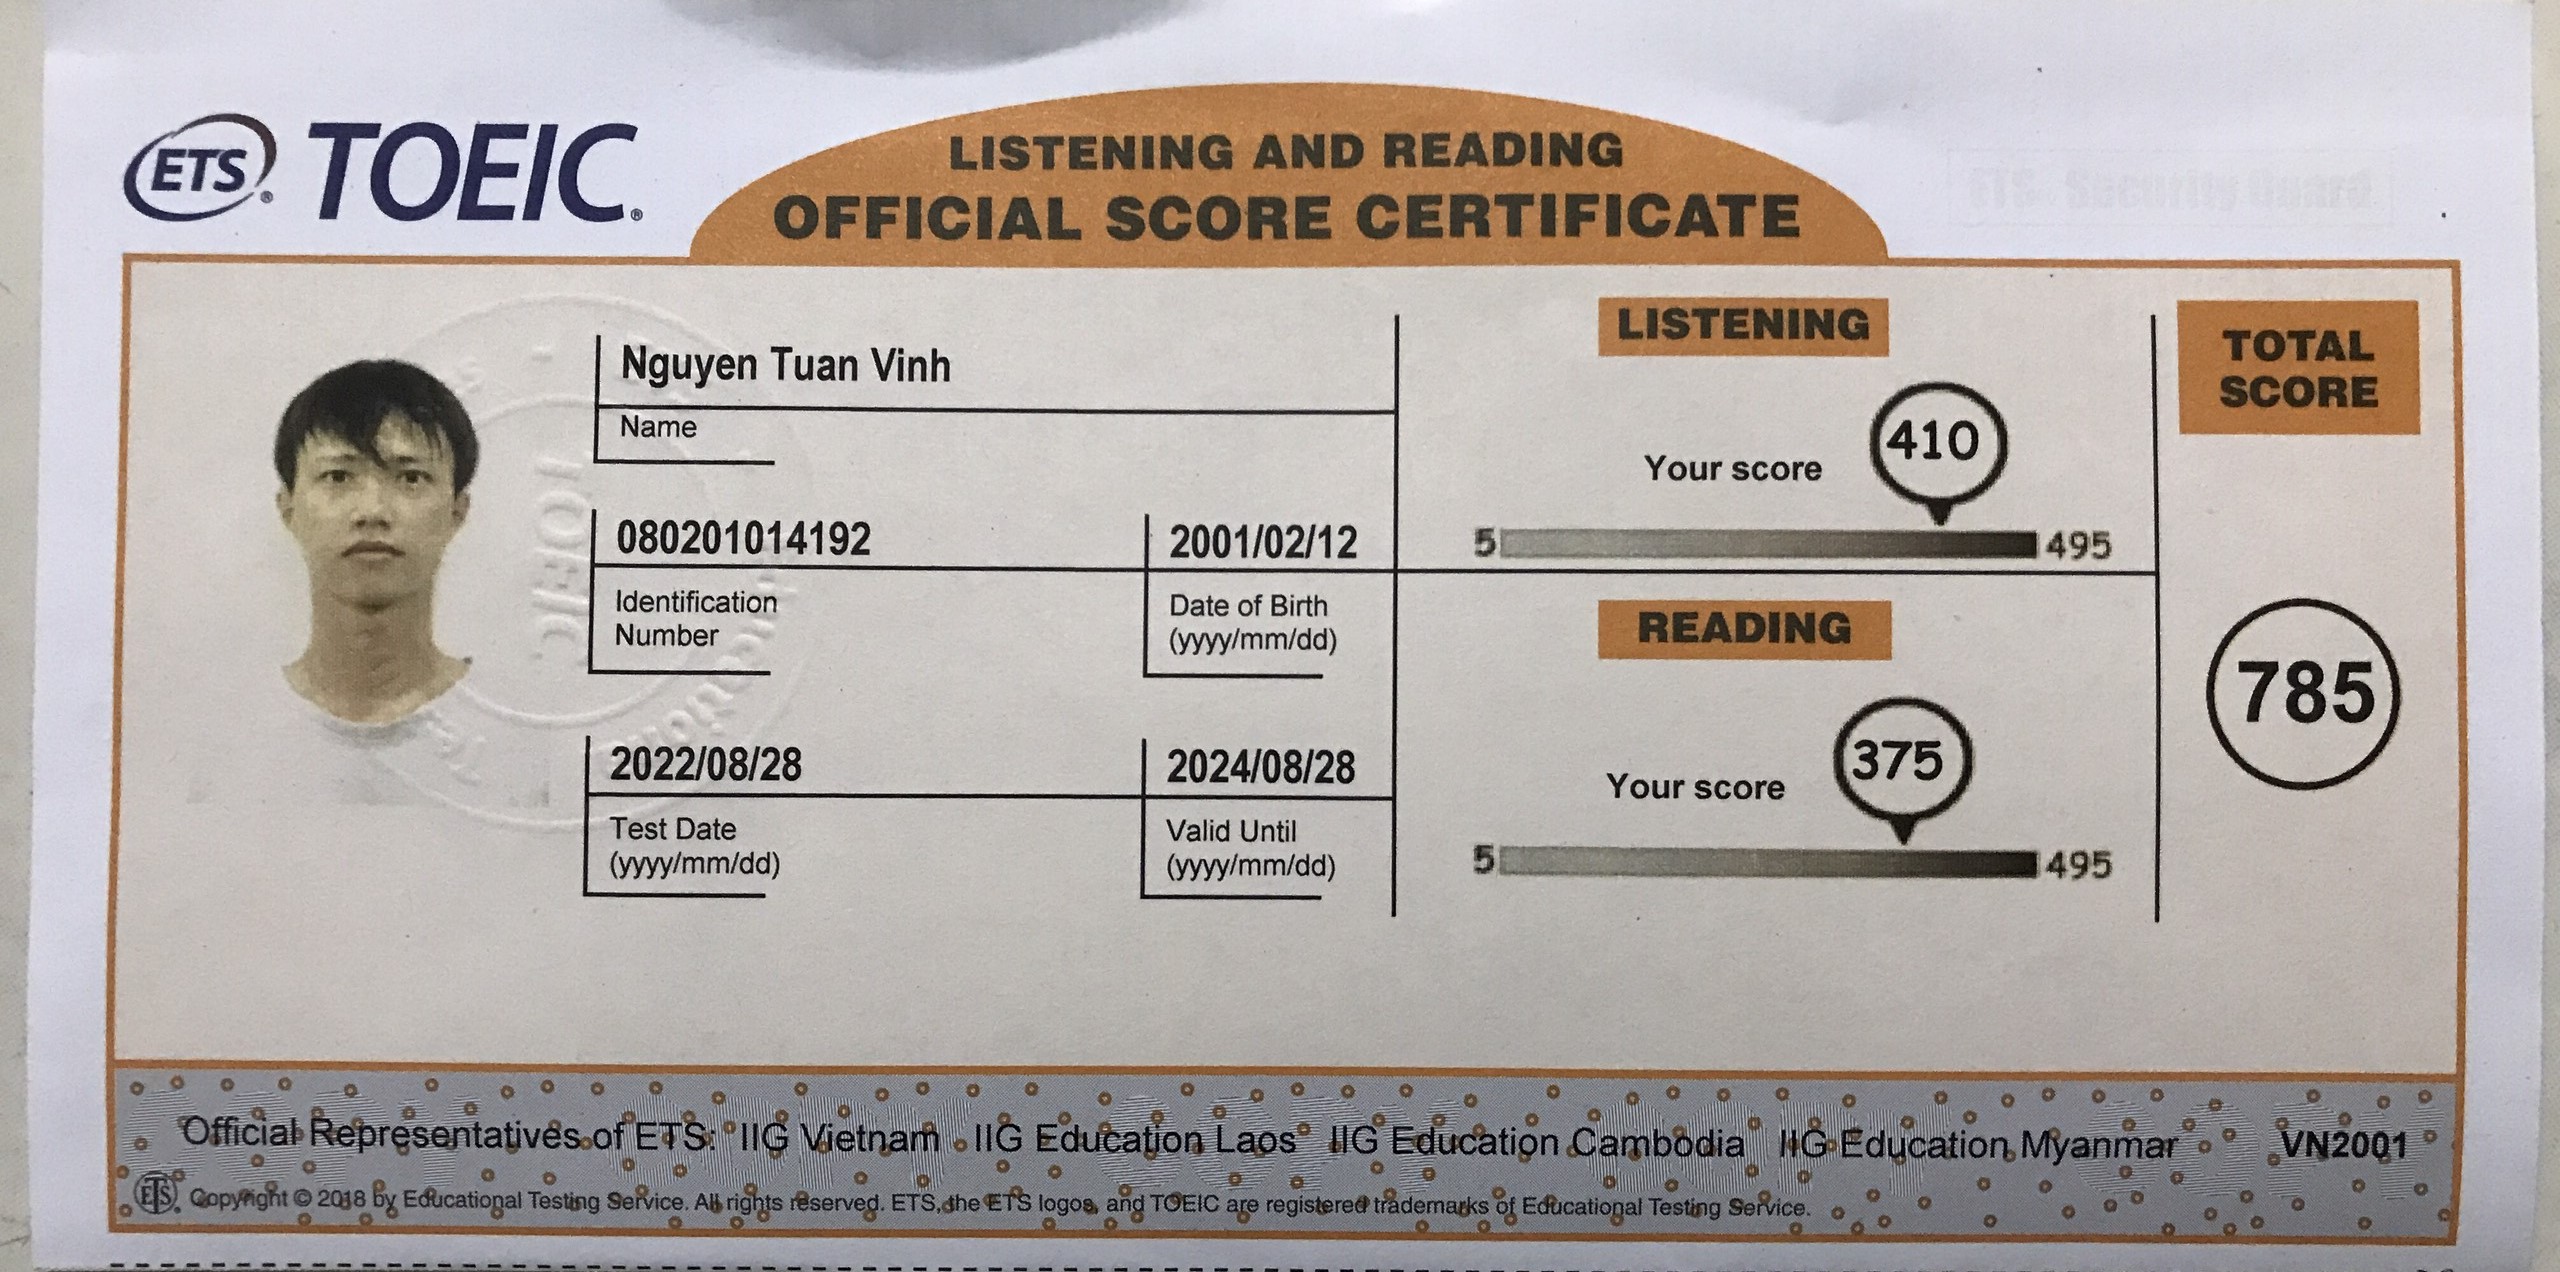 ETS® TOEIC®
LISTENING AND READING
OFFICIAL SCORE CERTIFICATE
ETS Security Guard
Nguyen Tuan Vinh
Name
080201014192
Identification
Number
2001/02/12
Date of Birth
(yyyy/mm/dd)
2022/08/28
Test Date
(yyyy/mm/dd)
2024/08/28
Valid Until
(yyyy/mm/dd)
LISTENING
Your score 410
5 495
READING
Your score 375
5 495
TOTAL
SCORE
785
TOEIC
Official Representatives of ETS: IIG Vietnam IIG Education Laos IIG Education Cambodia IIG Education Myanmar VN2001
ETS® Copyright © 2018 by Educational Testing Service. All rights reserved. ETS, the ETS logos, and TOEIC are registered trademarks of Educational Testing Service.